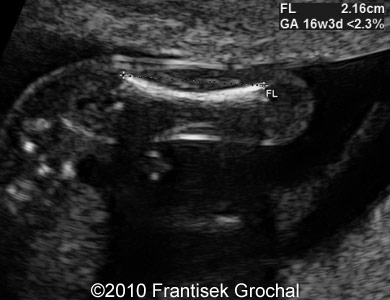 FL 2.16cm
GA 16w3d <2.3%
FL
©2010 Frantisek Grochal